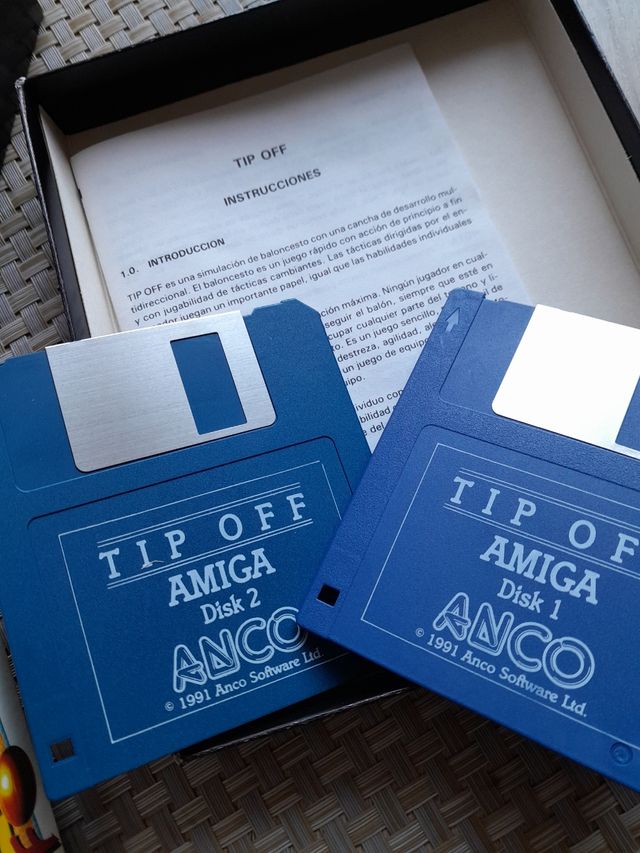 TIP OFF
INSTRUCCIONES
1.0. INTRODUCCION
TIP OFF es una simulación de baloncesto con una cancha de desarrollo mul-
tidireccional. El baloncesto es un juego rápido con acción de principio a fin
y con jugabilidad de tácticas cambiantes. Las tácticas dirigidas por el en-
juegan un importante papel, igual que las habilidades individuales
ción máxima. Ningún jugador en cual-
seguir el balón, siempre que esté en
cupar cualquier parte del
Es un juego sencillo
destreza, agilidad,
un juego de equipo
TIP OFF
AMIGA
Disk 2
ANCO
© 1991 Anco Software Ltd.
TIP OF
AMIGA
Disk 1
ANCO
© 1991 Anco Software Ltd.